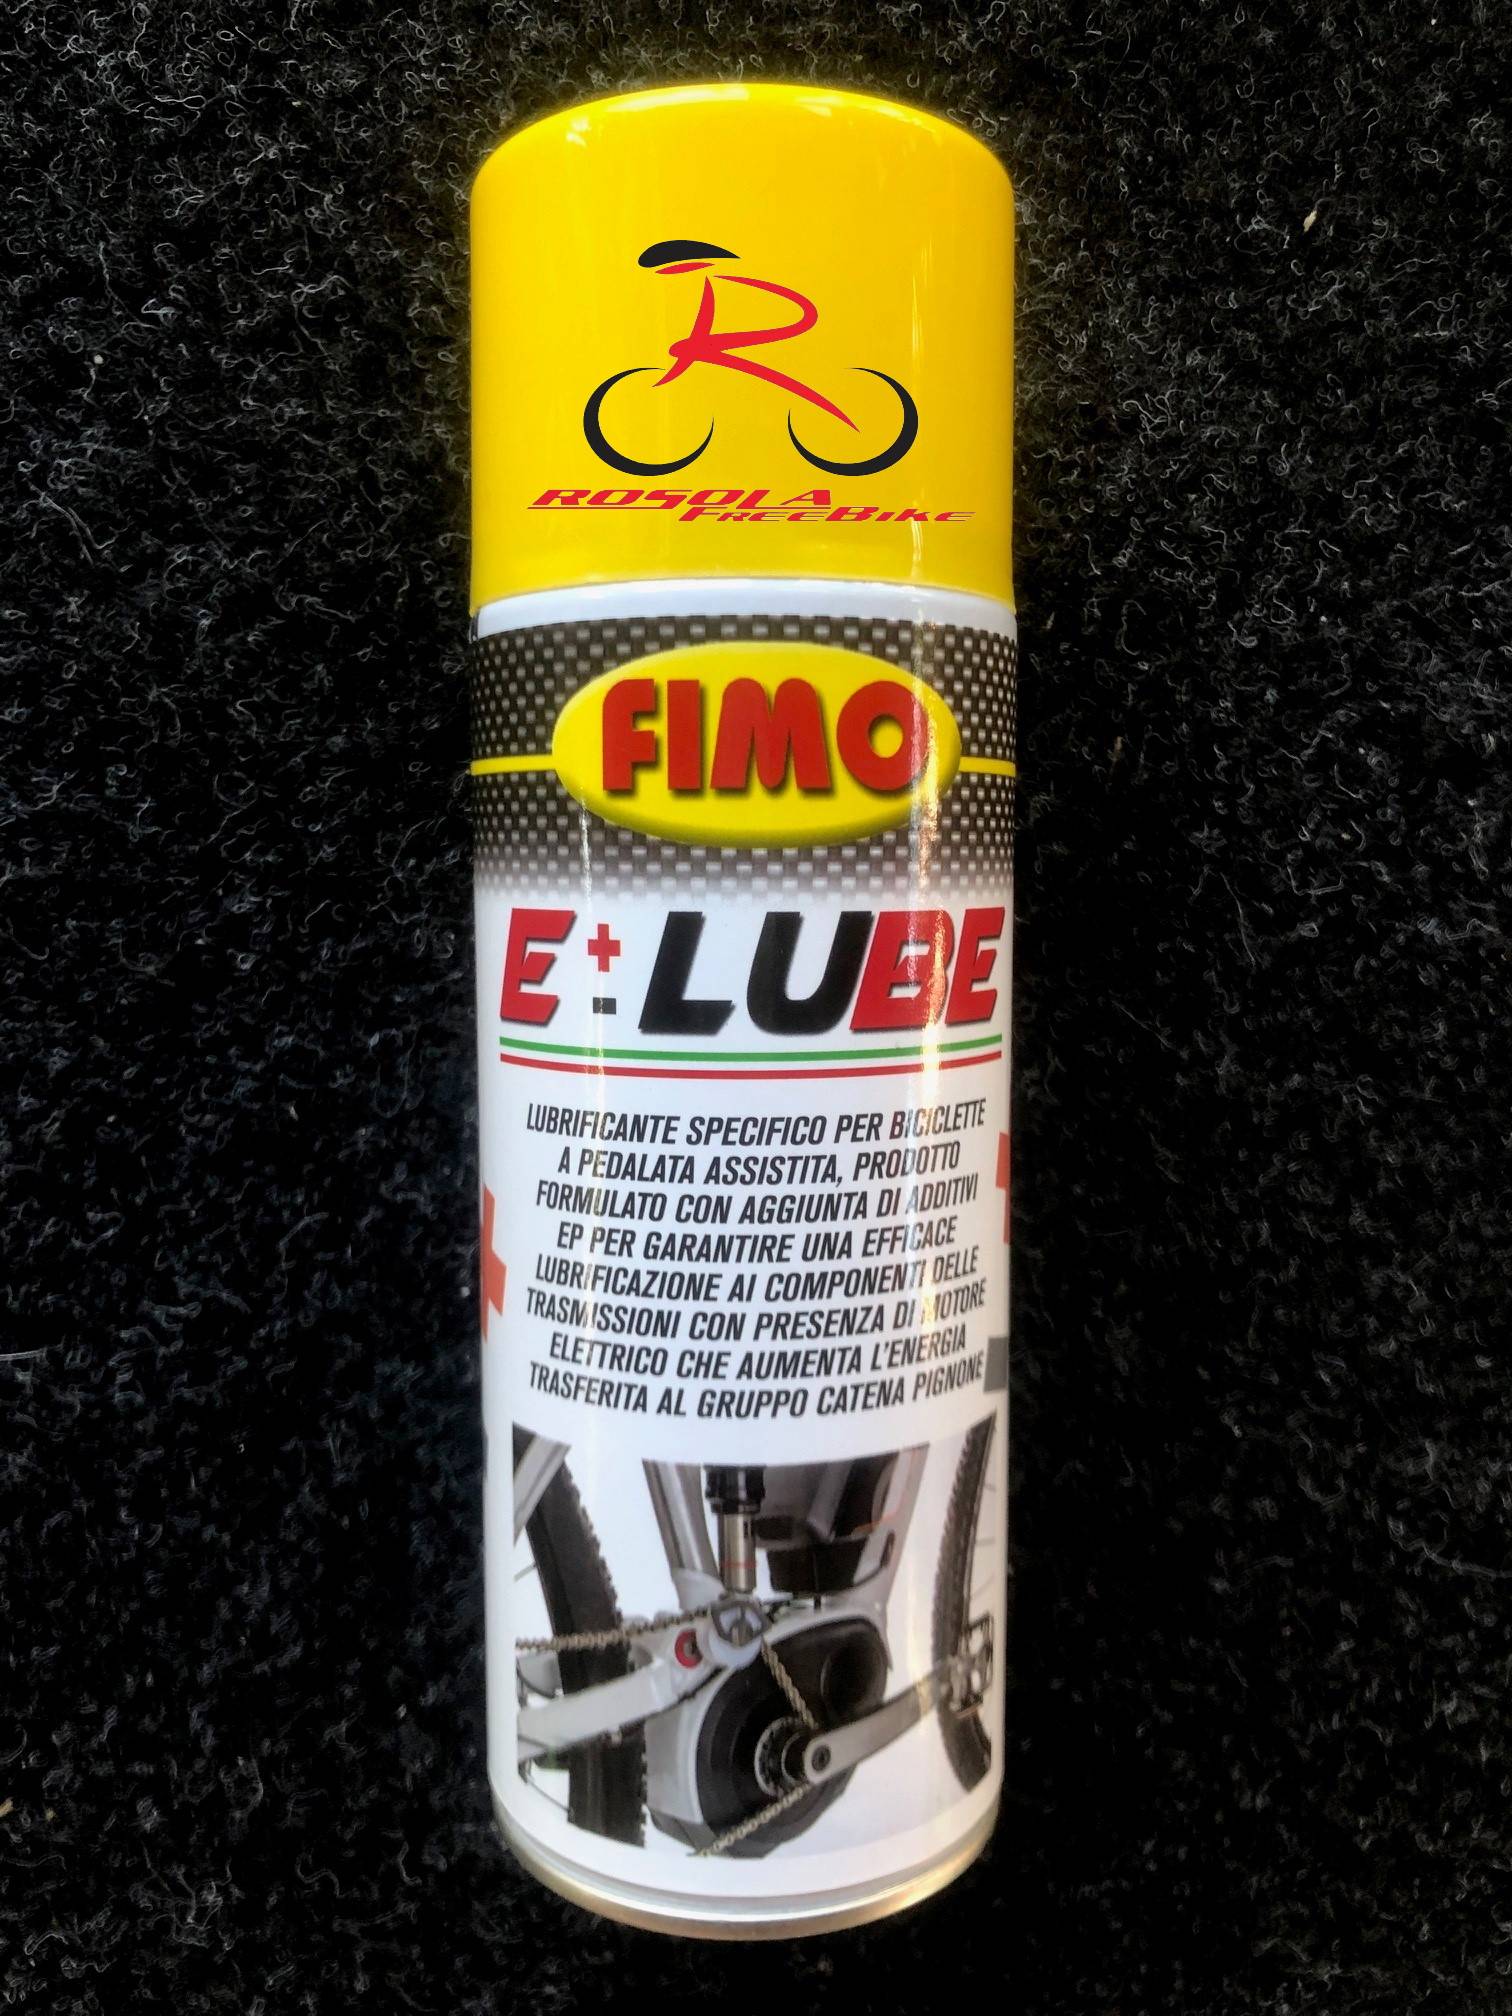 ROSOLA
FREEBIKE
FIMO
E+-LUBE
LUBRIFICANTE SPECIFICO PER BICICLETTE
A PEDALATA ASSISTITA, PRODOTTO
FORMULATO CON AGGIUNTA DI ADDITIVI
EP PER GARANTIRE UNA EFFICACE
LUBRIFICAZIONE AI COMPONENTI DELLE
TRASMISSIONI CON PRESENZA DI MOTORE
ELETTRICO CHE AUMENTA L'ENERGIA
TRASFERITA AL GRUPPO CATENA PIGNONE